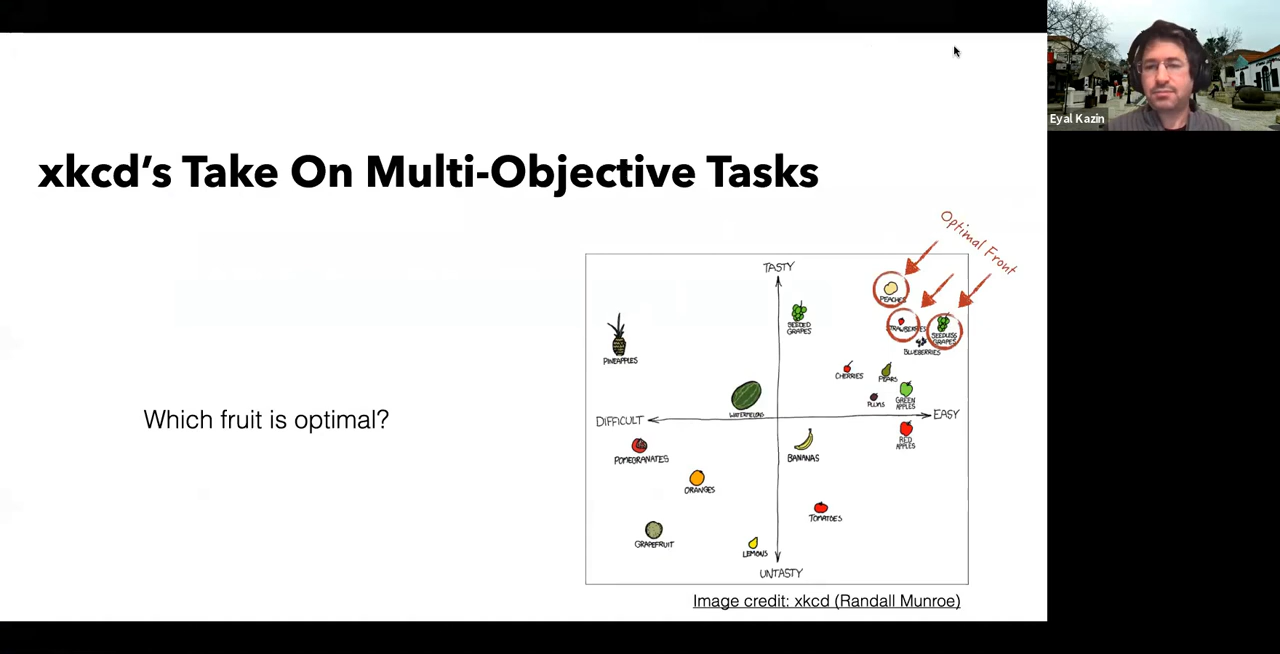 Eyal Kazin
xkcd's Take On Multi-Objective Tasks
Optimal Front
TASTY
PEACHES
SEEDED
GRAPES
STRAWBERRIES
SEEDLESS
GRAPES
BLUEBERRIES
PINEAPPLES
CHERRIES
PEARS
PLUMS
GREEN
APPLES
WATERMELONS
Which fruit is optimal?
DIFFICULT
EASY
RED
APPLES
POMEGRANATES
BANANAS
ORANGES
TOMATOES
GRAPEFRUIT
LEMONS
UNTASTY
Image credit: xkcd (Randall Munroe)